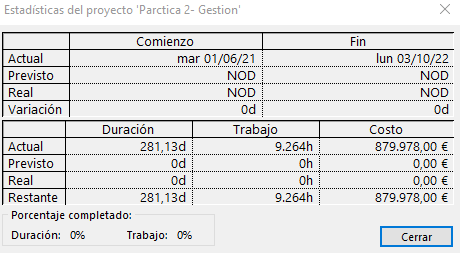 Estadísticas del proyecto 'Parctica 2- Gestion'
Comienzo Fin
Actual mar 01/06/21 lun 03/10/22
Previsto NOD NOD
Real NOD NOD
Variación 0d 0d
Duración Trabajo Costo
Actual 281,13d 9.264h 879.978,00 €
Previsto 0d 0h 0,00 €
Real 0d 0h 0,00 €
Restante 281,13d 9.264h 879.978,00 €
Porcentaje completado:
Duración: 0% Trabajo: 0%
Cerrar